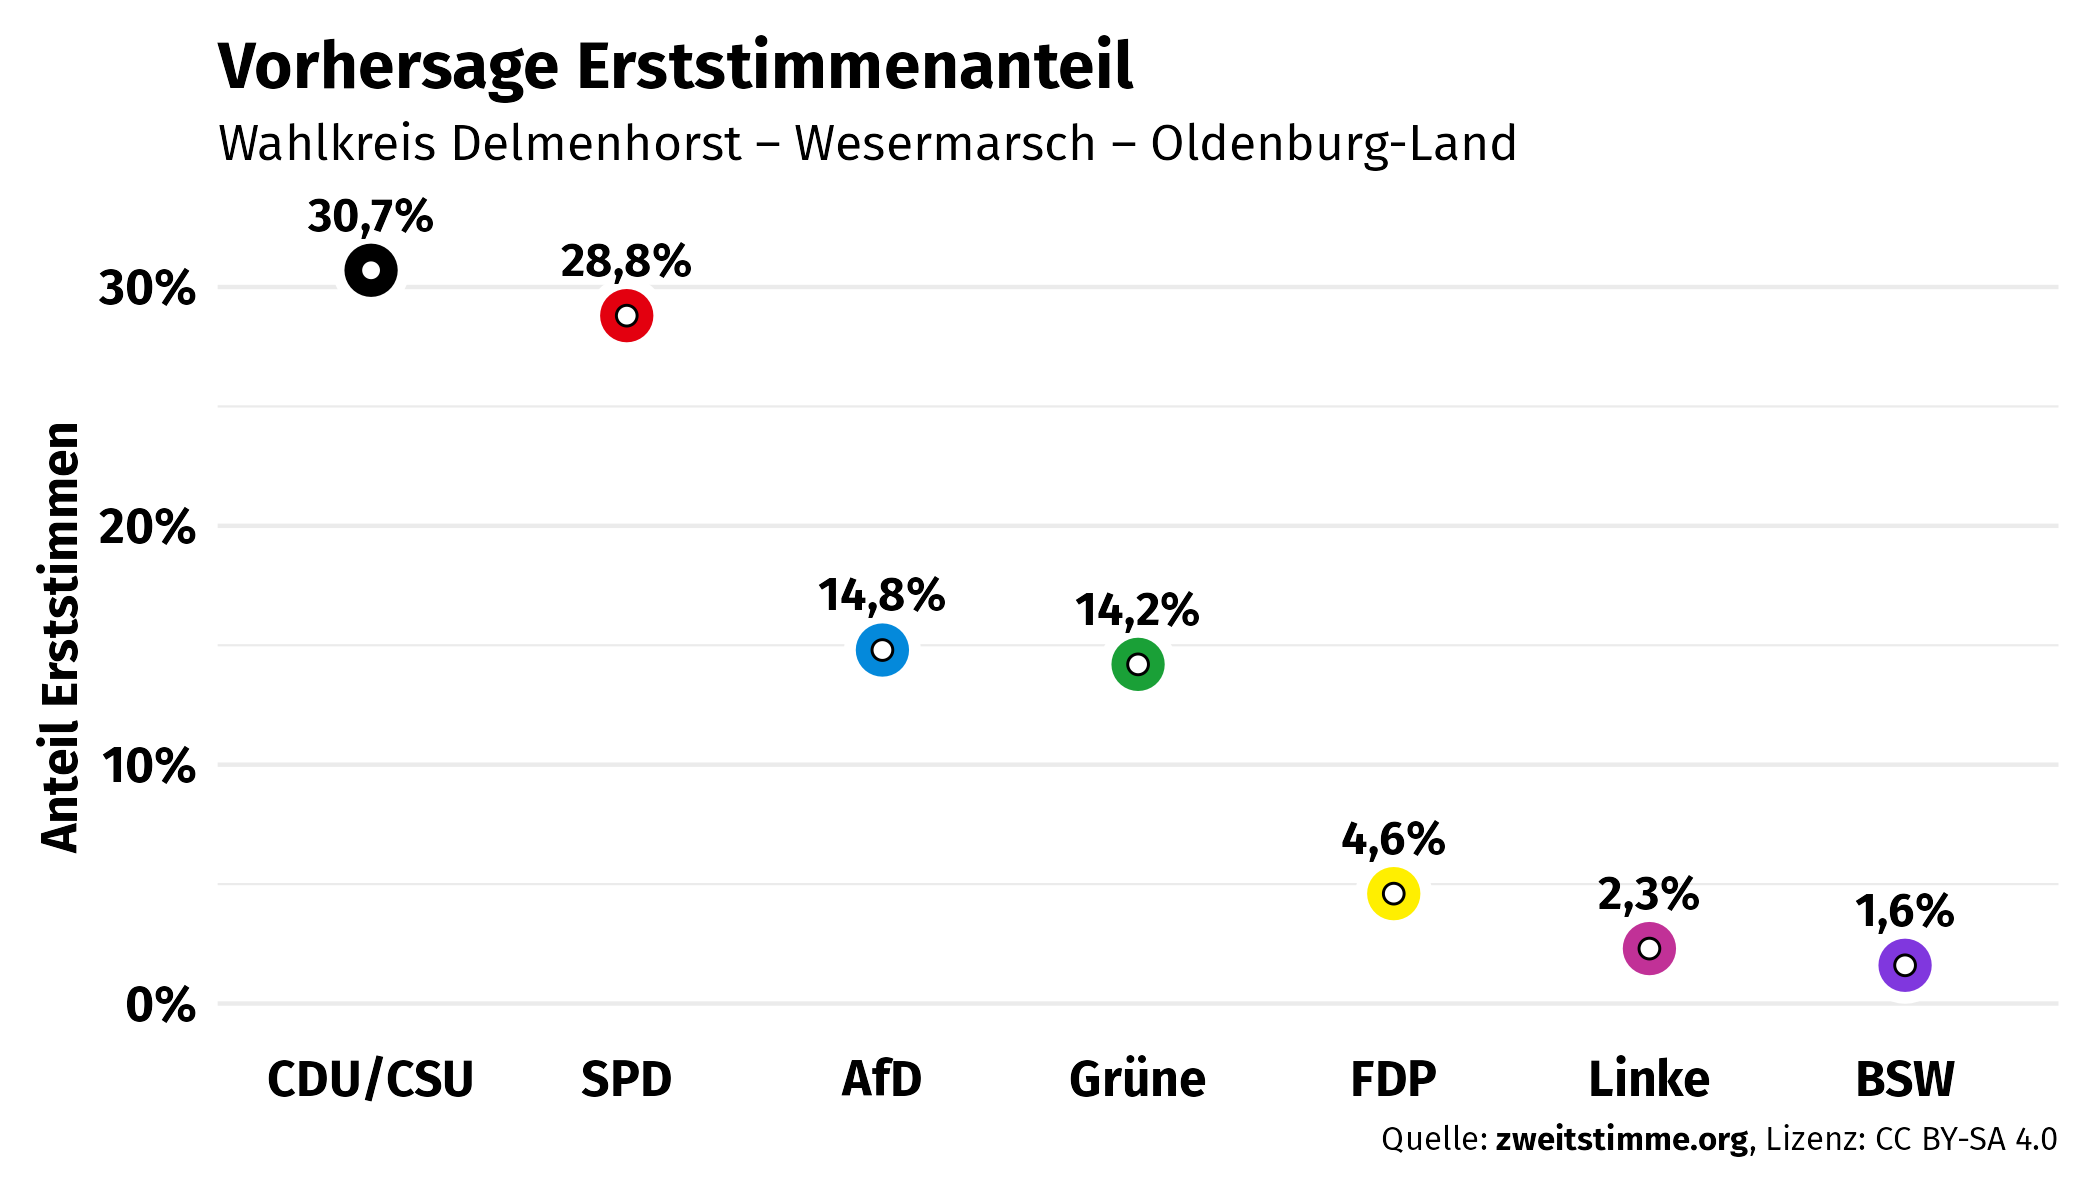 Vorhersage Erststimmenanteil
Wahlkreis Delmenhorst – Wesermarsch – Oldenburg-Land
30,7%
28,8%
30%
Anteil Erststimmen
20%
14,8%
14,2%
10%
4,6%
2,3%
1,6%
0%
CDU/CSU SPD AfD Grüne FDP Linke BSW
Quelle: zweitstimme.org, Lizenz: CC BY-SA 4.0